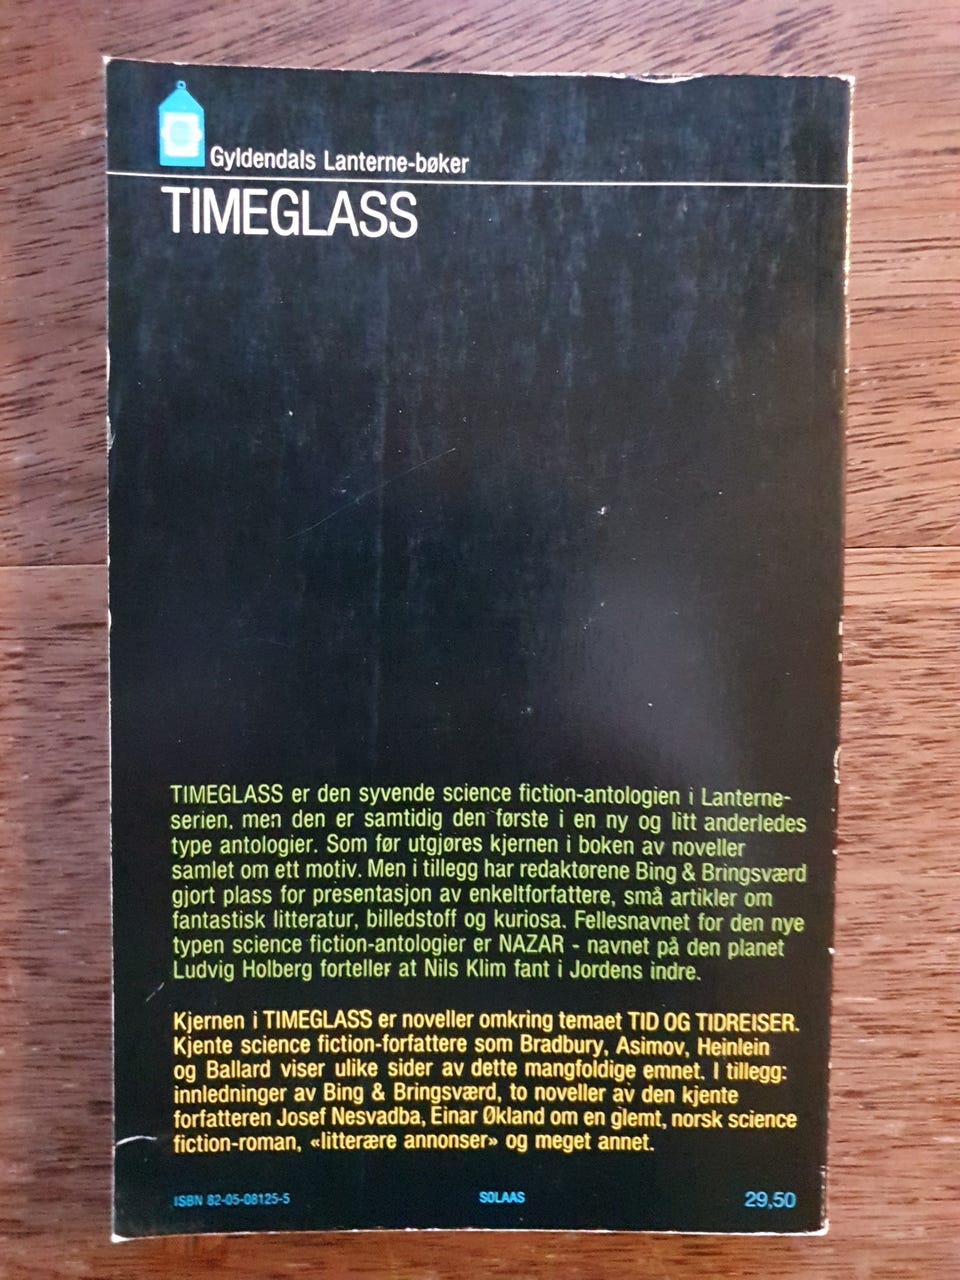 Gyldendals Lanterne-bøker
TIMEGLASS
TIMEGLASS er den syvende science fiction-antologien i Lanterne-
serien, men den er samtidig den første i en ny og litt anderledes
type antologier. Som før utgjøres kjernen i boken av noveller
samlet om ett motiv. Men i tillegg har redaktørene Bing & Bringsværd
gjort plass for presentasjon av enkeltforfattere, små artikler om
fantastisk litteratur, billedstoff og kuriosa. Fellesnavnet for den nye
typen science fiction-antologier er NAZAR - navnet på den planet
Ludvig Holberg forteller at Nils Klim fant i Jordens indre.
Kjernen i TIMEGLASS er noveller omkring temaet TID OG TIDREISER.
Kjente science fiction-forfattere som Bradbury, Asimov, Heinlein
og Ballard viser ulike sider av dette mangfoldige emnet. I tillegg:
innledninger av Bing & Bringsværd, to noveller av den kjente
forfatteren Josef Nesvadba, Einar Økland om en glemt, norsk science
fiction-roman, «litterære annonser» og meget annet.
ISBN 82-05-08125-5 SOLAAS 29,50